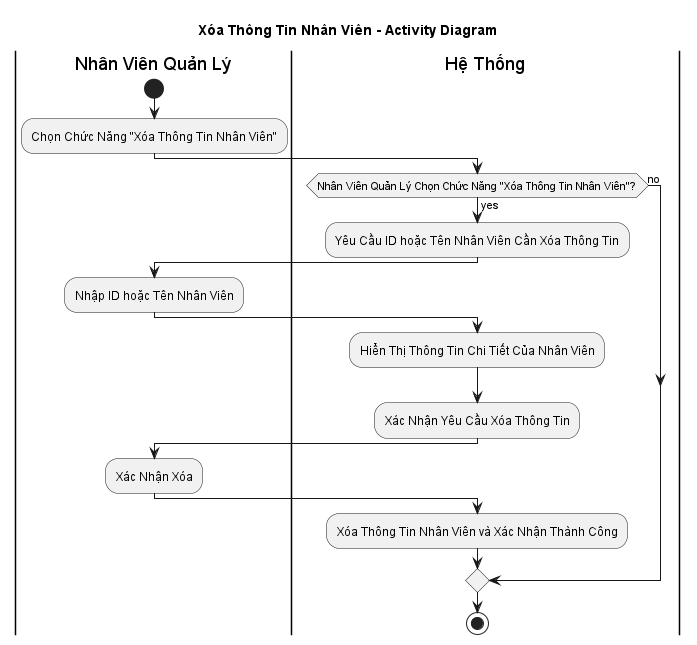 Xóa Thông Tin Nhân Viên - Activity Diagram
Nhân Viên Quản Lý
Hệ Thống
Chọn Chức Năng "Xóa Thông Tin Nhân Viên"
Nhân Viên Quản Lý Chọn Chức Năng "Xóa Thông Tin Nhân Viên"?
no
yes
Yêu Cầu ID hoặc Tên Nhân Viên Cần Xóa Thông Tin
Nhập ID hoặc Tên Nhân Viên
Hiển Thị Thông Tin Chi Tiết Của Nhân Viên
Xác Nhận Yêu Cầu Xóa Thông Tin
Xác Nhận Xóa
Xóa Thông Tin Nhân Viên và Xác Nhận Thành Công